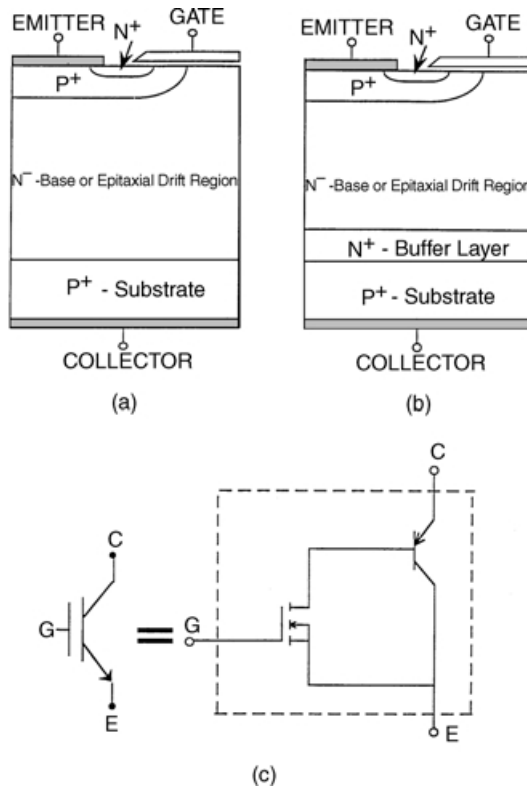 EMITTER N+ GATE
P+
N− -Base or Epitaxial Drift Region
P+ - Substrate
COLLECTOR
(a)
EMITTER N+ GATE
P+
N− -Base or Epitaxial Drift Region
N+ - Buffer Layer
P+ - Substrate
COLLECTOR
(b)
C
G
E
C
G
E
(c)